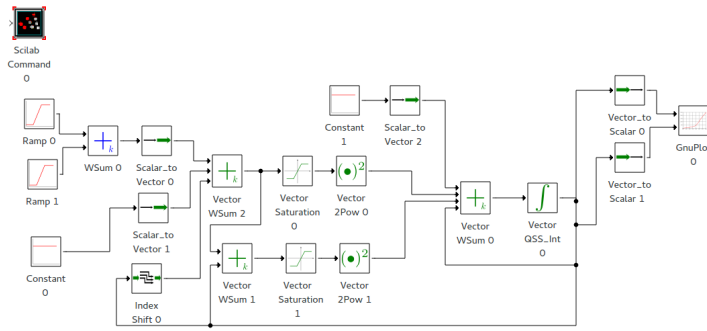 Scilab
Command
0
Ramp 0
Ramp 1
Constant
0
k
WSum 0
Scalar_to
Vector 0
Scalar_to
Vector 1
Index
Shift 0
k
Vector
WSum 2
k
Vector
WSum 1
Vector
Saturation
0
Vector
Saturation
1
(•)²
Vector
2Pow 0
(•)²
Vector
2Pow 1
Constant
1
Scalar_to
Vector 2
k
Vector
WSum 0
∫
Vector
QSS_Int
0
Vector_to
Scalar 0
Vector_to
Scalar 1
GnuPlo
0